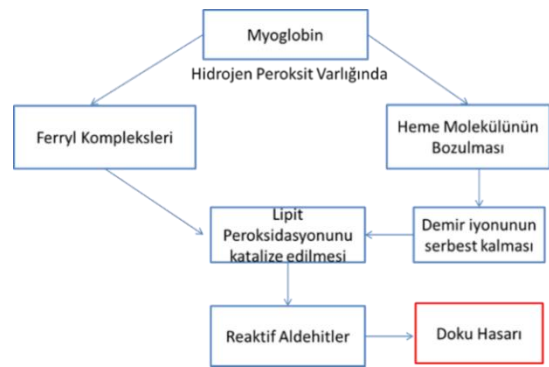 Myoglobin
Hidrojen Peroksit Varlığında
Ferryl Kompleksleri
Heme Molekülünün
Bozulması
Lipit
Peroksidasyonunu
katalize edilmesi
Demir iyonunun
serbest kalması
Reaktif Aldehitler
Doku Hasarı